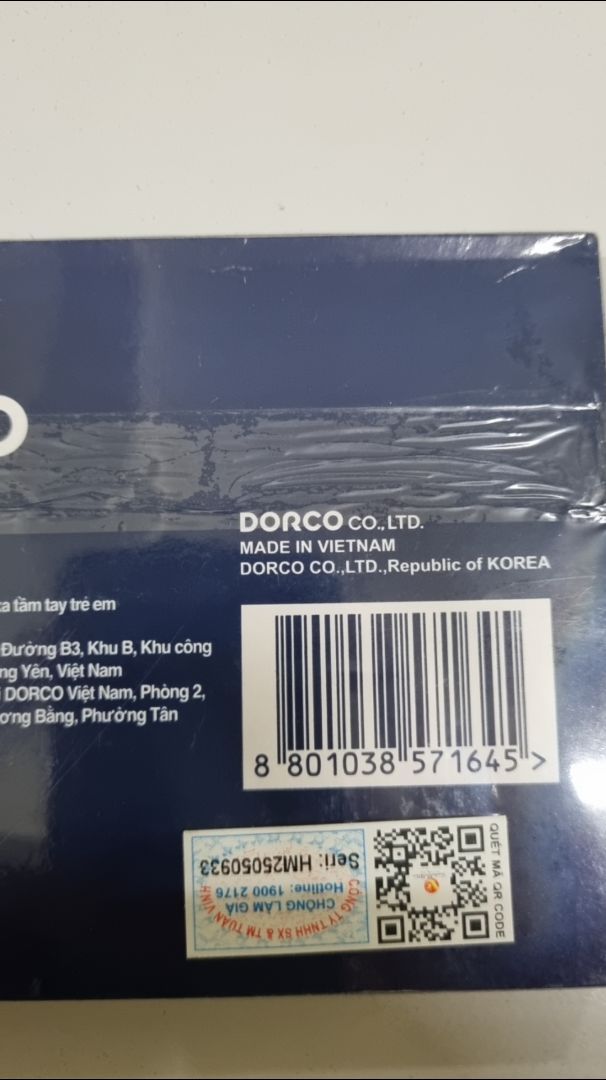 DORCO CO.,LTD.
MADE IN VIETNAM
DORCO CO.,LTD.,Republic of KOREA
tầm tay trẻ em
Đường B3, Khu B, Khu công
Yên, Việt Nam
DORCO Việt Nam, Phòng 2,
Bằng, Phường Tân
8 801038 571645 >
QUÉT MÃ QR CODE
CÔNG TY TNHH SX & TM TUẤN VINH
CHỐNG LÀM GIẢ
Hotline: 1900 2176
Seri: HM25050933